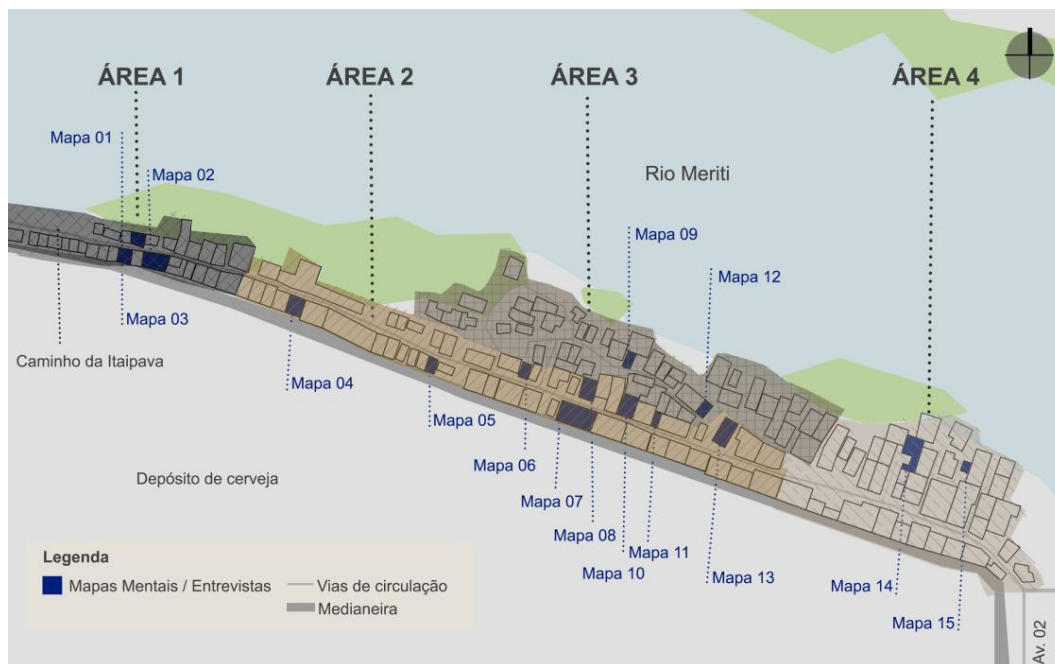 ÁREA 1
ÁREA 2
ÁREA 3
ÁREA 4
Mapa 01
Mapa 02
Rio Meriti
Mapa 09
Mapa 12
Mapa 03
Caminho da Itaipava
Mapa 04
Mapa 05
Mapa 06
Depósito de cerveja
Mapa 07
Mapa 08
Mapa 11
Mapa 10
Mapa 13
Mapa 14
Mapa 15
Av. 02
Legenda
Mapas Mentais / Entrevistas
Vias de circulação
Medianeira